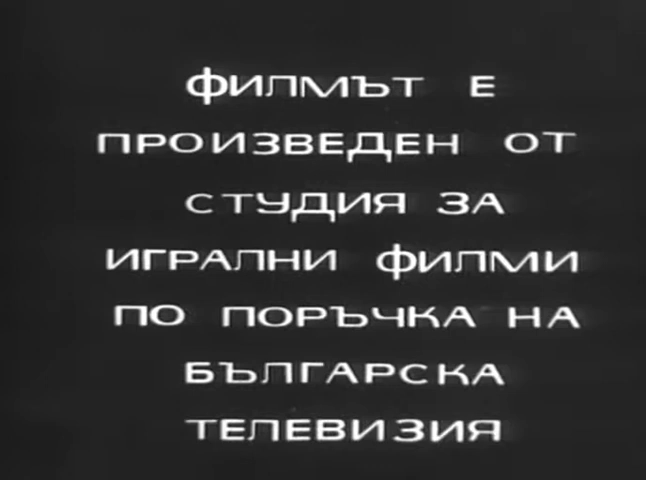 ФИЛМЪТ Е
ПРОИЗВЕДЕН ОТ
СТУДИЯ ЗА
ИГРАЛНИ ФИЛМИ
ПО ПОРЪЧКА НА
БЪЛГАРСКА
ТЕЛЕВИЗИЯ